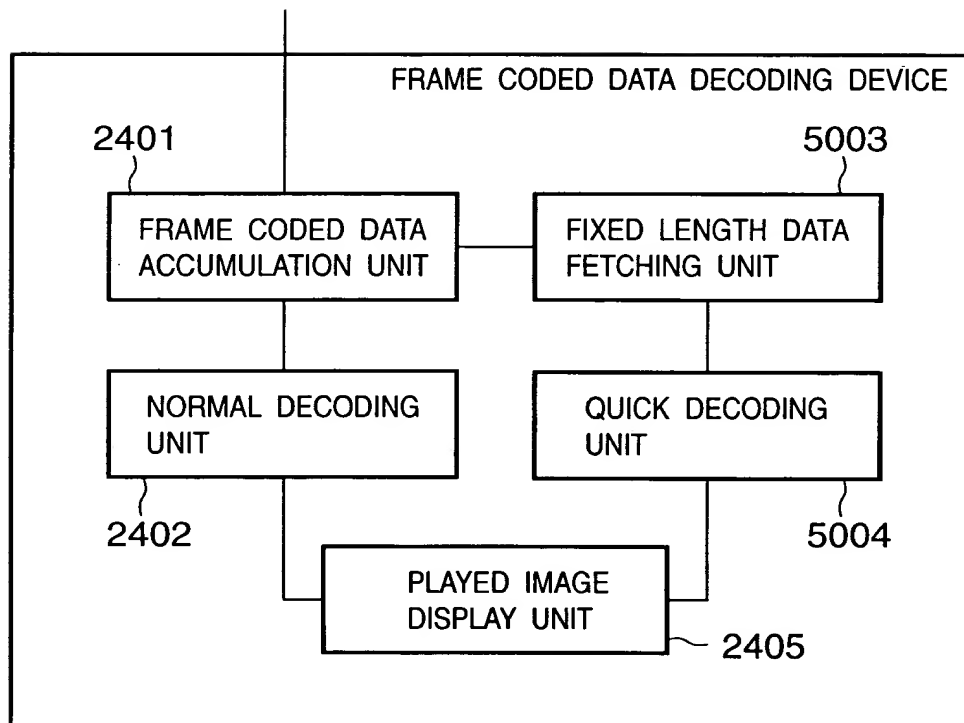 FRAME CODED DATA DECODING DEVICE
2401
5003
FRAME CODED DATA
ACCUMULATION UNIT
FIXED LENGTH DATA
FETCHING UNIT
NORMAL DECODING
UNIT
QUICK DECODING
UNIT
2402
5004
PLAYED IMAGE
DISPLAY UNIT
2405